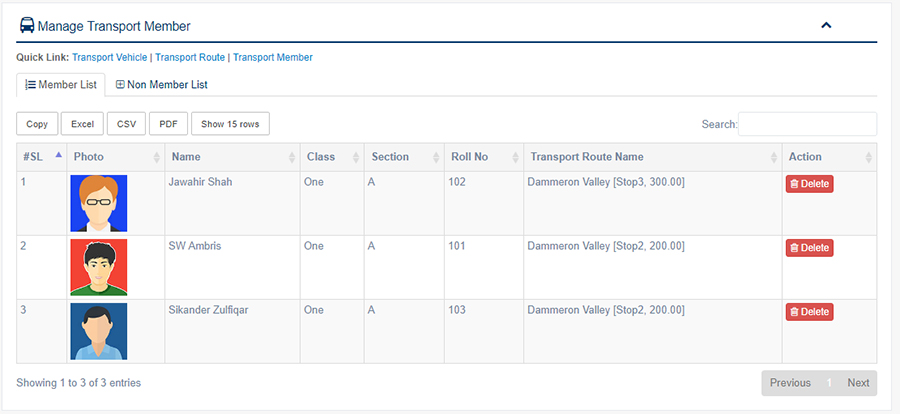 Manage Transport Member
Quick Link: Transport Vehicle | Transport Route | Transport Member
Member List Non Member List
Copy Excel CSV PDF Show 15 rows Search:
#SL Photo Name Class Section Roll No Transport Route Name Action
1 Jawahir Shah One A 102 Dammeron Valley [Stop3, 300.00] Delete
2 SW Ambris One A 101 Dammeron Valley [Stop2, 200.00] Delete
3 Sikander Zulfiqar One A 103 Dammeron Valley [Stop2, 200.00] Delete
Showing 1 to 3 of 3 entries Previous 1 Next